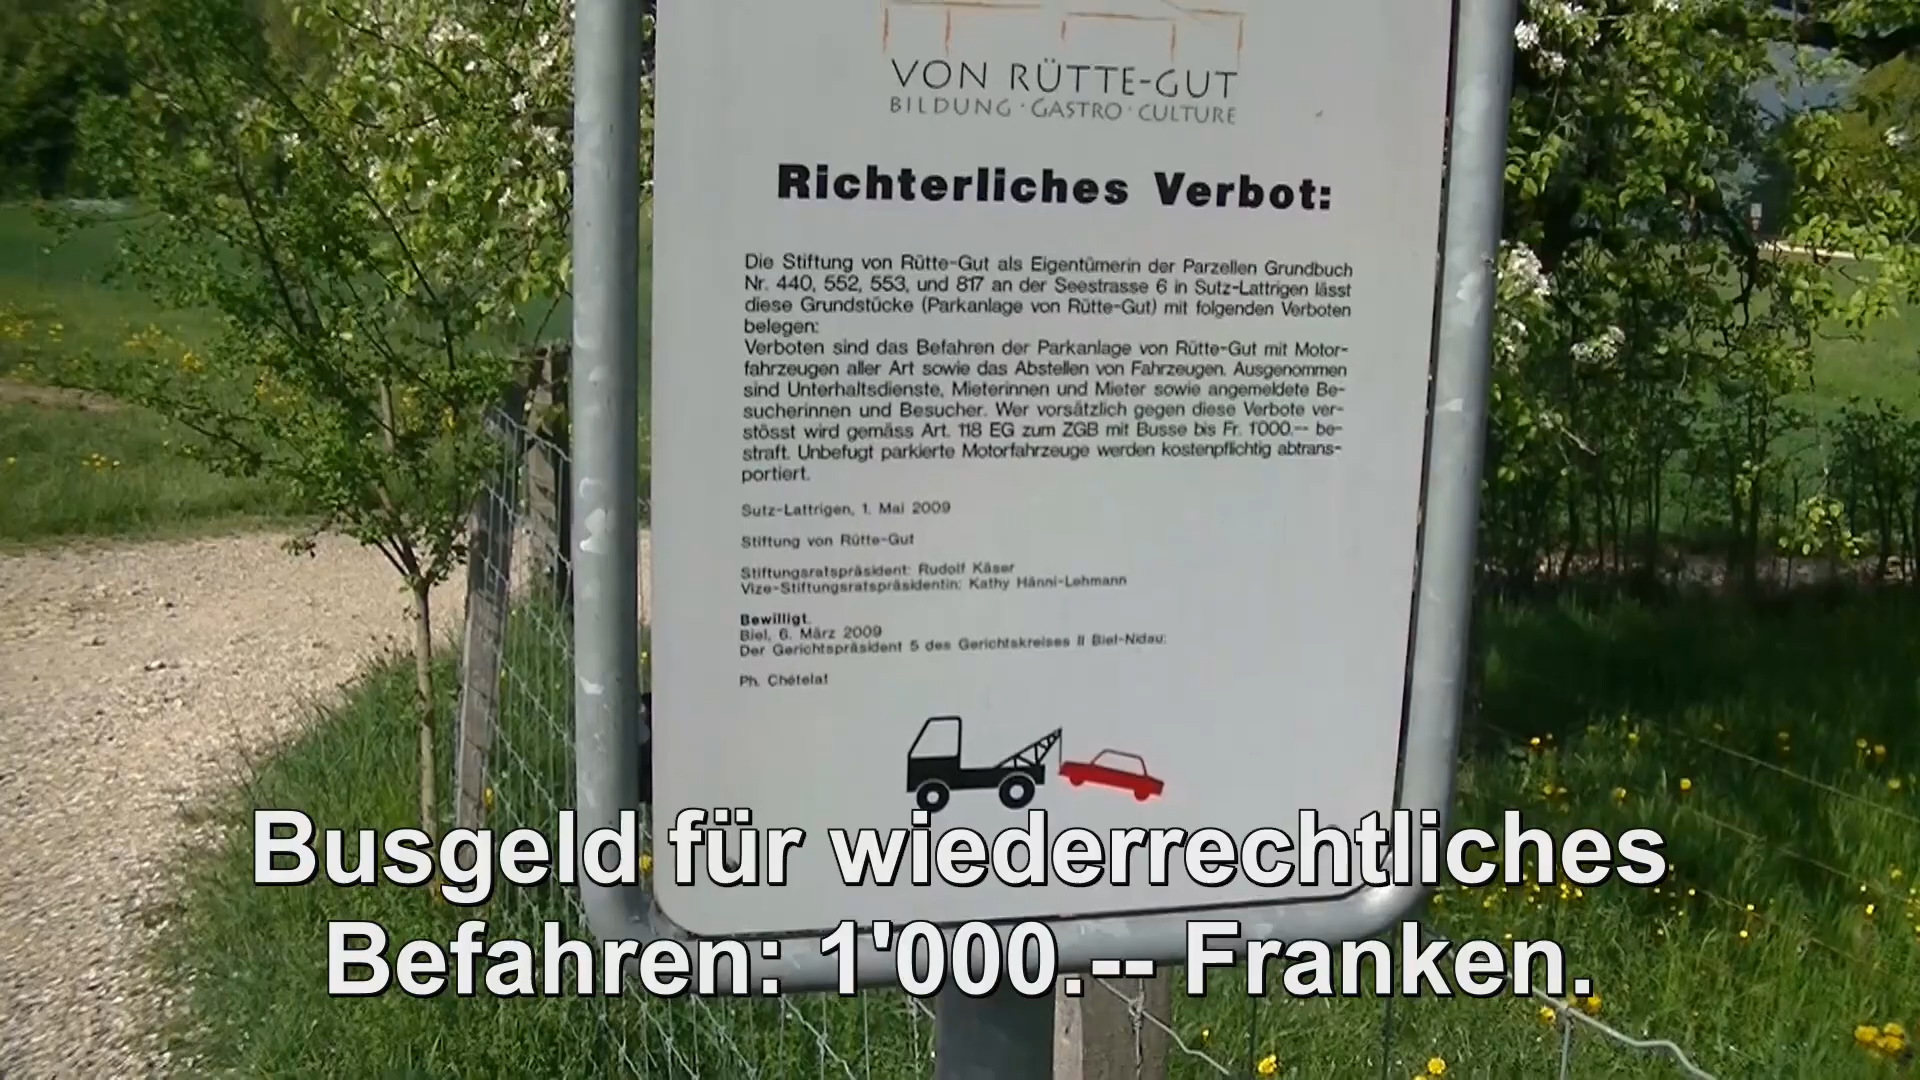 VON RÜTTE-GUT
BILDUNG · GASTRO · CULTURE
Richterliches Verbot:
Die Stiftung von Rütte-Gut als Eigentümerin der Parzellen Grundbuch
Nr. 440, 552, 553, und 817 an der Seestrasse 6 in Sutz-Lattrigen lässt
diese Grundstücke (Parkanlage von Rütte-Gut) mit folgenden Verboten
belegen:
Verboten sind das Befahren der Parkanlage von Rütte-Gut mit Motor-
fahrzeugen aller Art sowie das Abstellen von Fahrzeugen. Ausgenommen
sind Unterhaltsdienste, Mieterinnen und Mieter sowie angemeldete Be-
sucherinnen und Besucher. Wer vorsätzlich gegen diese Verbote ver-
stösst wird gemäss Art. 118 EG zum ZGB mit Busse bis Fr. 1'000.-- be-
straft. Unbefugt parkierte Motorfahrzeuge werden kostenpflichtig abtrans-
portiert.
Sutz-Lattrigen, 1. Mai 2009
Stiftung von Rütte-Gut
Stiftungsratspräsident: Rudolf Käser
Vize-Stiftungsratspräsidentin: Kathy Hänni-Lehmann
Bewilligt.
Biel, 6. März 2009
Der Gerichtspräsident 5 des Gerichtskreises II Biel-Nidau:
Ph. Chételat
Busgeld für wiederrechtliches
Befahren: 1'000.-- Franken.